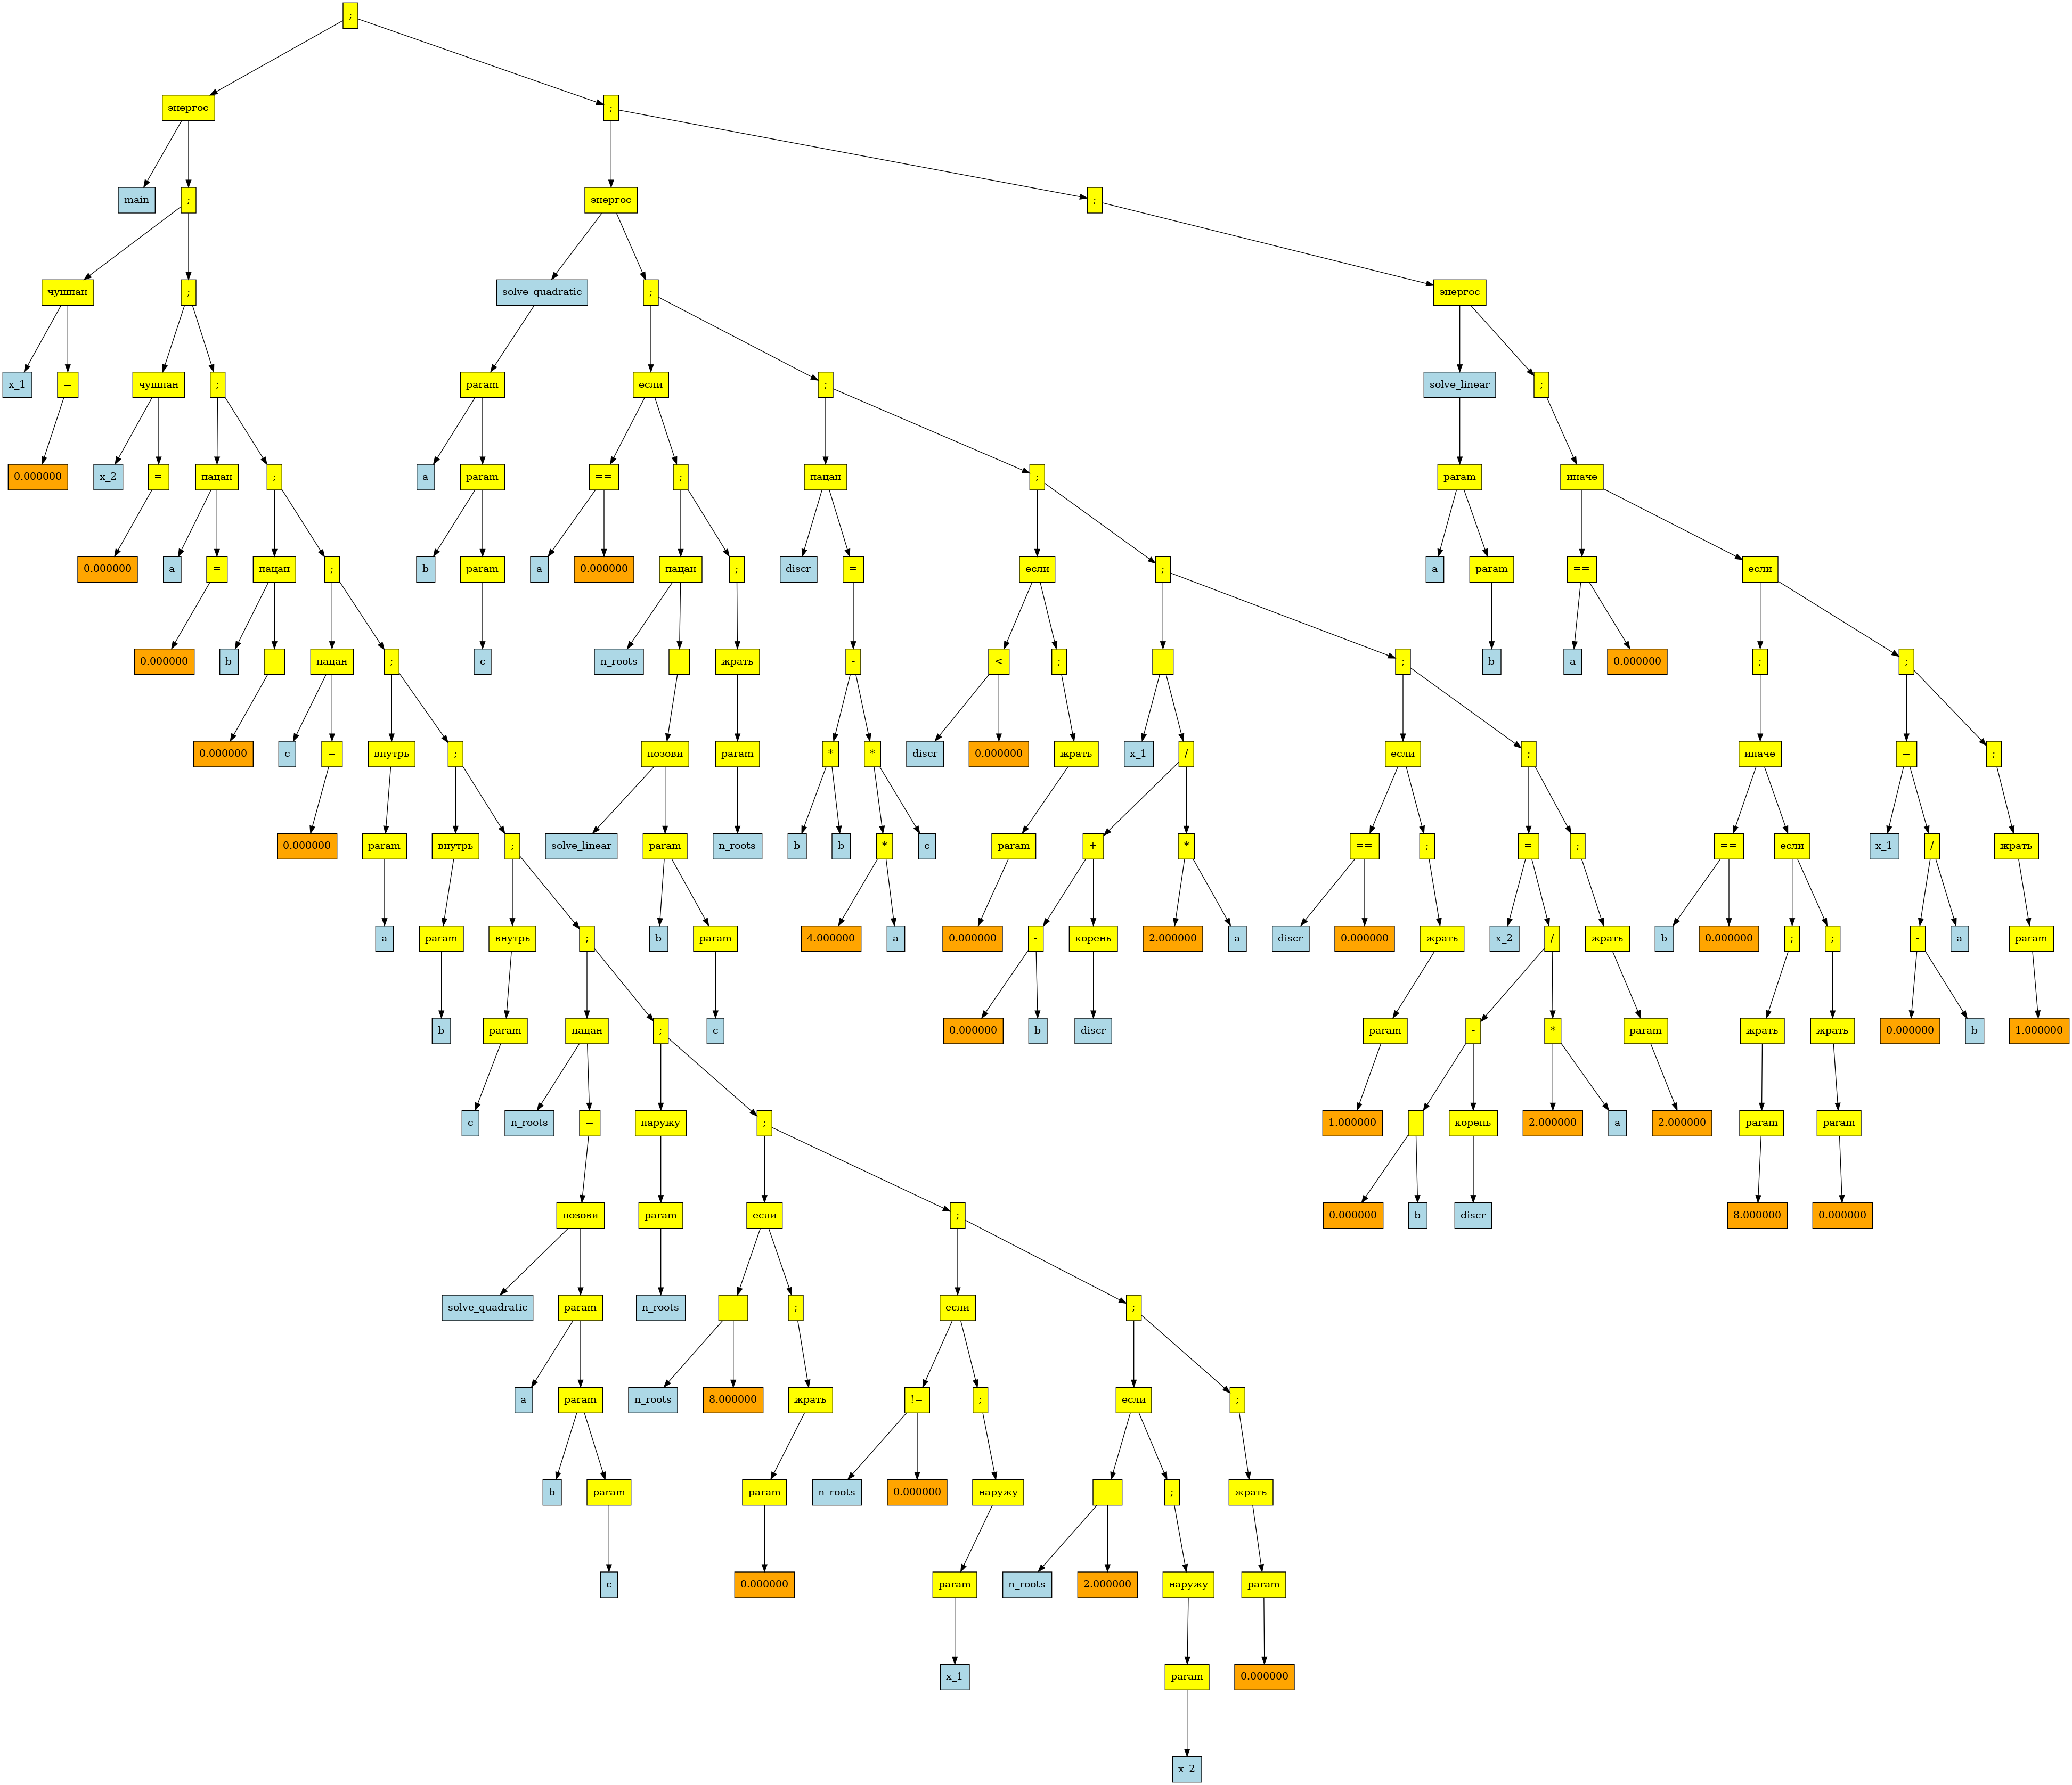 ;
энергос ;
main ; энергос ;
чушпан ; solve_quadratic ; энергос
x_1 = чушпан ; param если ; solve_linear ;
0.000000 x_2 = пацан ; a param == ; пацан ; param иначе
0.000000 a = пацан ; b param a 0.000000 пацан ; discr = если ; a param == если
0.000000 b = пацан ; c n_roots = жрать - < ; = ; b a 0.000000 ; ;
0.000000 c = внутрь ; позови param * * discr 0.000000 жрать x_1 / если ; иначе = ;
0.000000 param внутрь ; solve_linear param n_roots b b * c param + * == ; = ; == если x_1 / жрать
a param внутрь ; b param 4.000000 a 0.000000 - корень 2.000000 a discr 0.000000 жрать x_2 / жрать b 0.000000 ; ; - a param
b param пацан ; c 0.000000 b discr param - * param жрать жрать 0.000000 b 1.000000
c n_roots = наружу ; 1.000000 - корень 2.000000 a 2.000000 param param
позови param если ; 0.000000 b discr 8.000000 0.000000
solve_quadratic param n_roots == ; если ;
a param n_roots 8.000000 жрать != ; если ;
b param param n_roots 0.000000 наружу == ; жрать
c 0.000000 param n_roots 2.000000 наружу param
x_1 param 0.000000
x_2